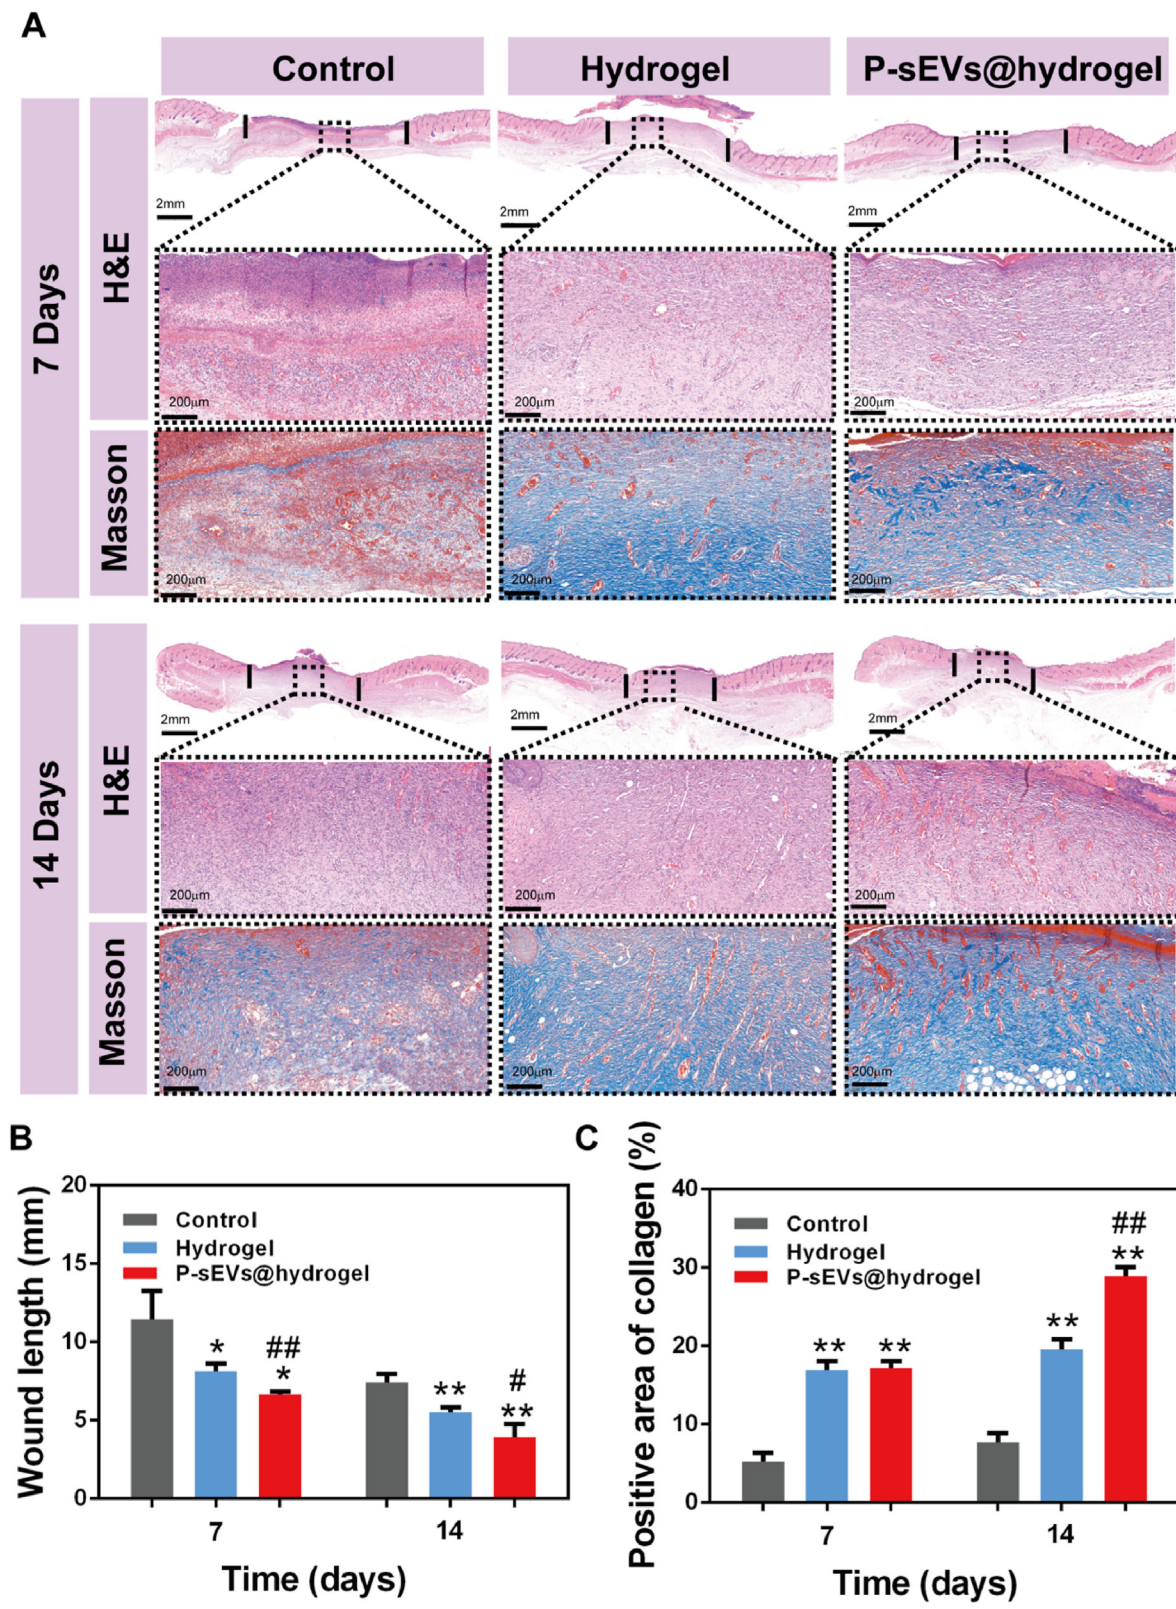 A
Control
Hydrogel
P-sEVs@hydrogel
7 Days
H&E
2mm
2mm
2mm
200μm
200μm
200μm
Masson
200μm
200μm
200μm
14 Days
H&E
2mm
2mm
2mm
200μm
200μm
200μm
Masson
200μm
200μm
200μm
B
Wound length (mm)
20
15
10
5
0
Control
Hydrogel
P-sEVs@hydrogel
*
##
*
**
#
**
7
14
Time (days)
C
Positive area of collagen (%)
40
30
20
10
0
Control
Hydrogel
P-sEVs@hydrogel
**
**
**
##
**
7
14
Time (days)